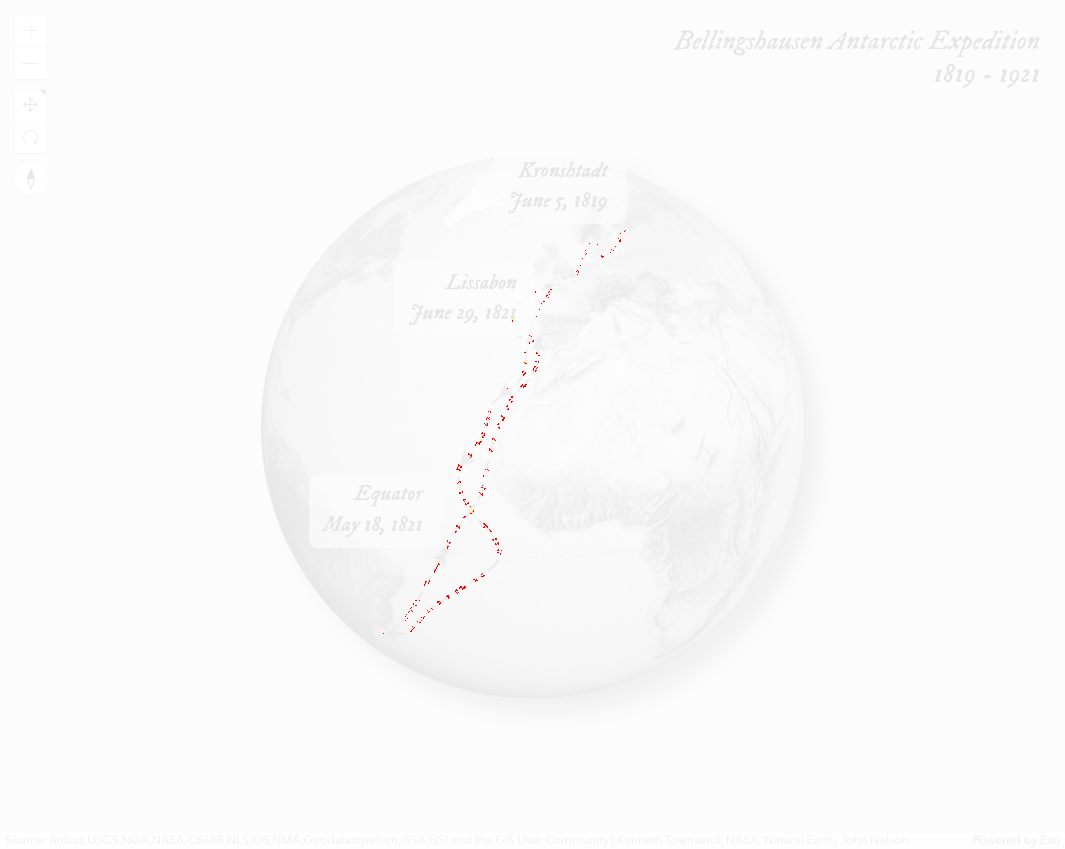 Bellingshausen Antarctic Expedition
1819 - 1921
Kronshtadt
June 5, 1819
Lissabon
June 29, 1821
Equator
May 18, 1821
Source: Airbus,USGS,NGA,NASA,CGIAR,NLS,OS,NMA,Geodatastyrelsen,GSA,GSI and the GIS User Community | Kenneth Townsend, NASA, Natural Earth, John Nelson
Powered by Esri